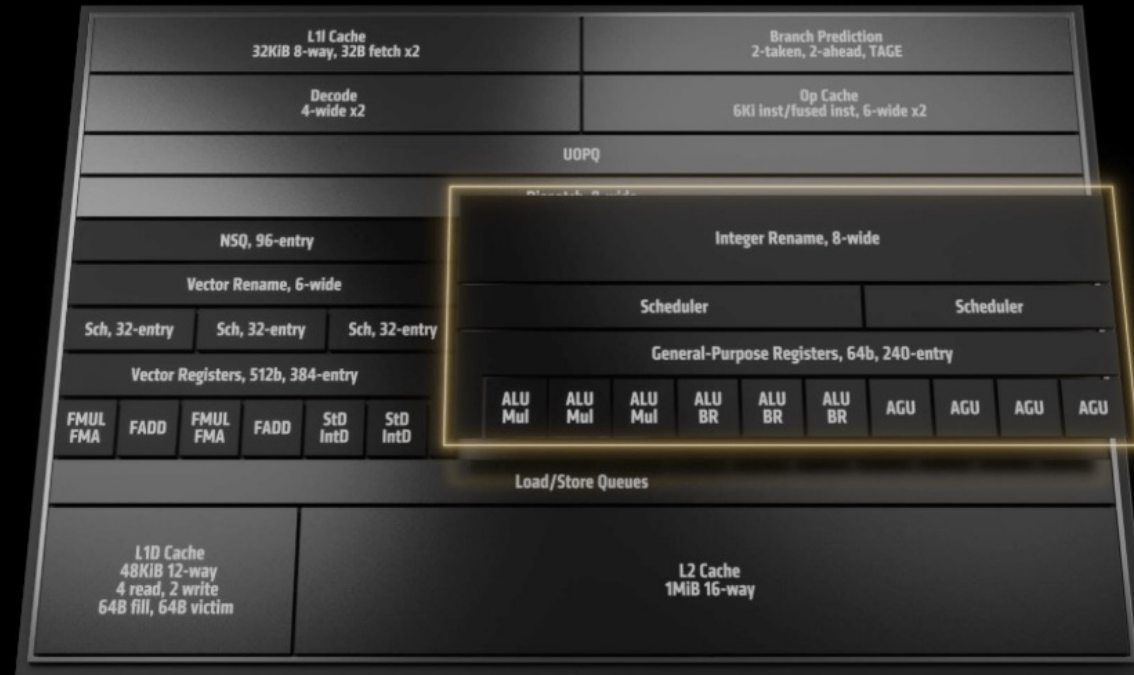 L1I Cache
32KiB 8-way, 32B fetch x2
Branch Prediction
2-taken, 2-ahead, TAGE
Decode
4-wide x2
Op Cache
6Ki inst/fused inst, 6-wide x2
UOPQ
Dispatch, 8-wide
NSQ, 96-entry
Vector Rename, 6-wide
Sch, 32-entry
Sch, 32-entry
Sch, 32-entry
Vector Registers, 512b, 384-entry
FMUL
FMA
FADD
FMUL
FMA
FADD
StD
IntD
StD
IntD
Integer Rename, 8-wide
Scheduler
Scheduler
General-Purpose Registers, 64b, 240-entry
ALU
Mul
ALU
Mul
ALU
Mul
ALU
BR
ALU
BR
ALU
BR
AGU
AGU
AGU
AGU
Load/Store Queues
L1D Cache
48KiB 12-way
4 read, 2 write
64B fill, 64B victim
L2 Cache
1MiB 16-way